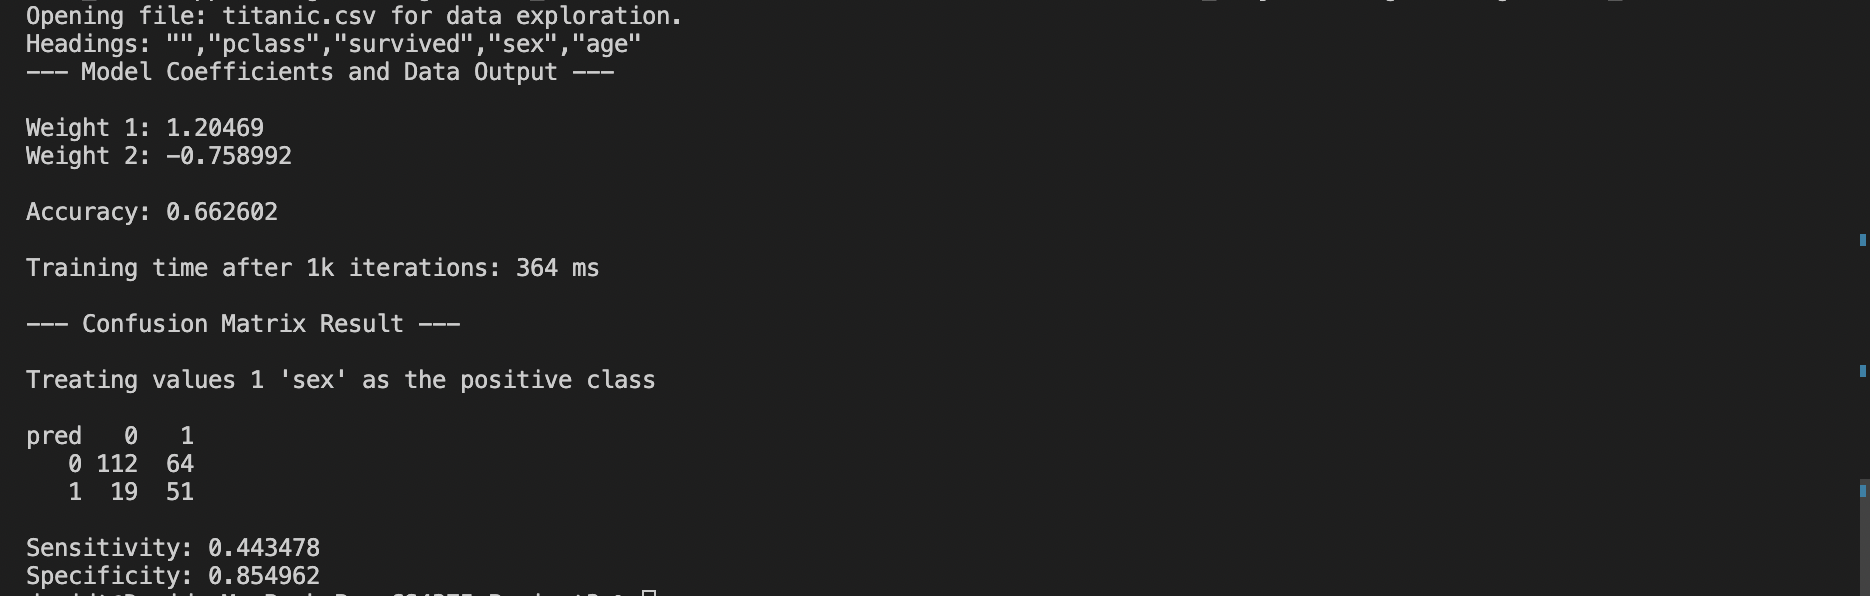 Opening file: titanic.csv for data exploration.
Headings: "","pclass","survived","sex","age"
--- Model Coefficients and Data Output ---
Weight 1: 1.20469
Weight 2: -0.758992
Accuracy: 0.662602
Training time after 1k iterations: 364 ms
--- Confusion Matrix Result ---
Treating values 1 'sex' as the positive class
pred 0 1
0 112 64
1 19 51
Sensitivity: 0.443478
Specificity: 0.854962